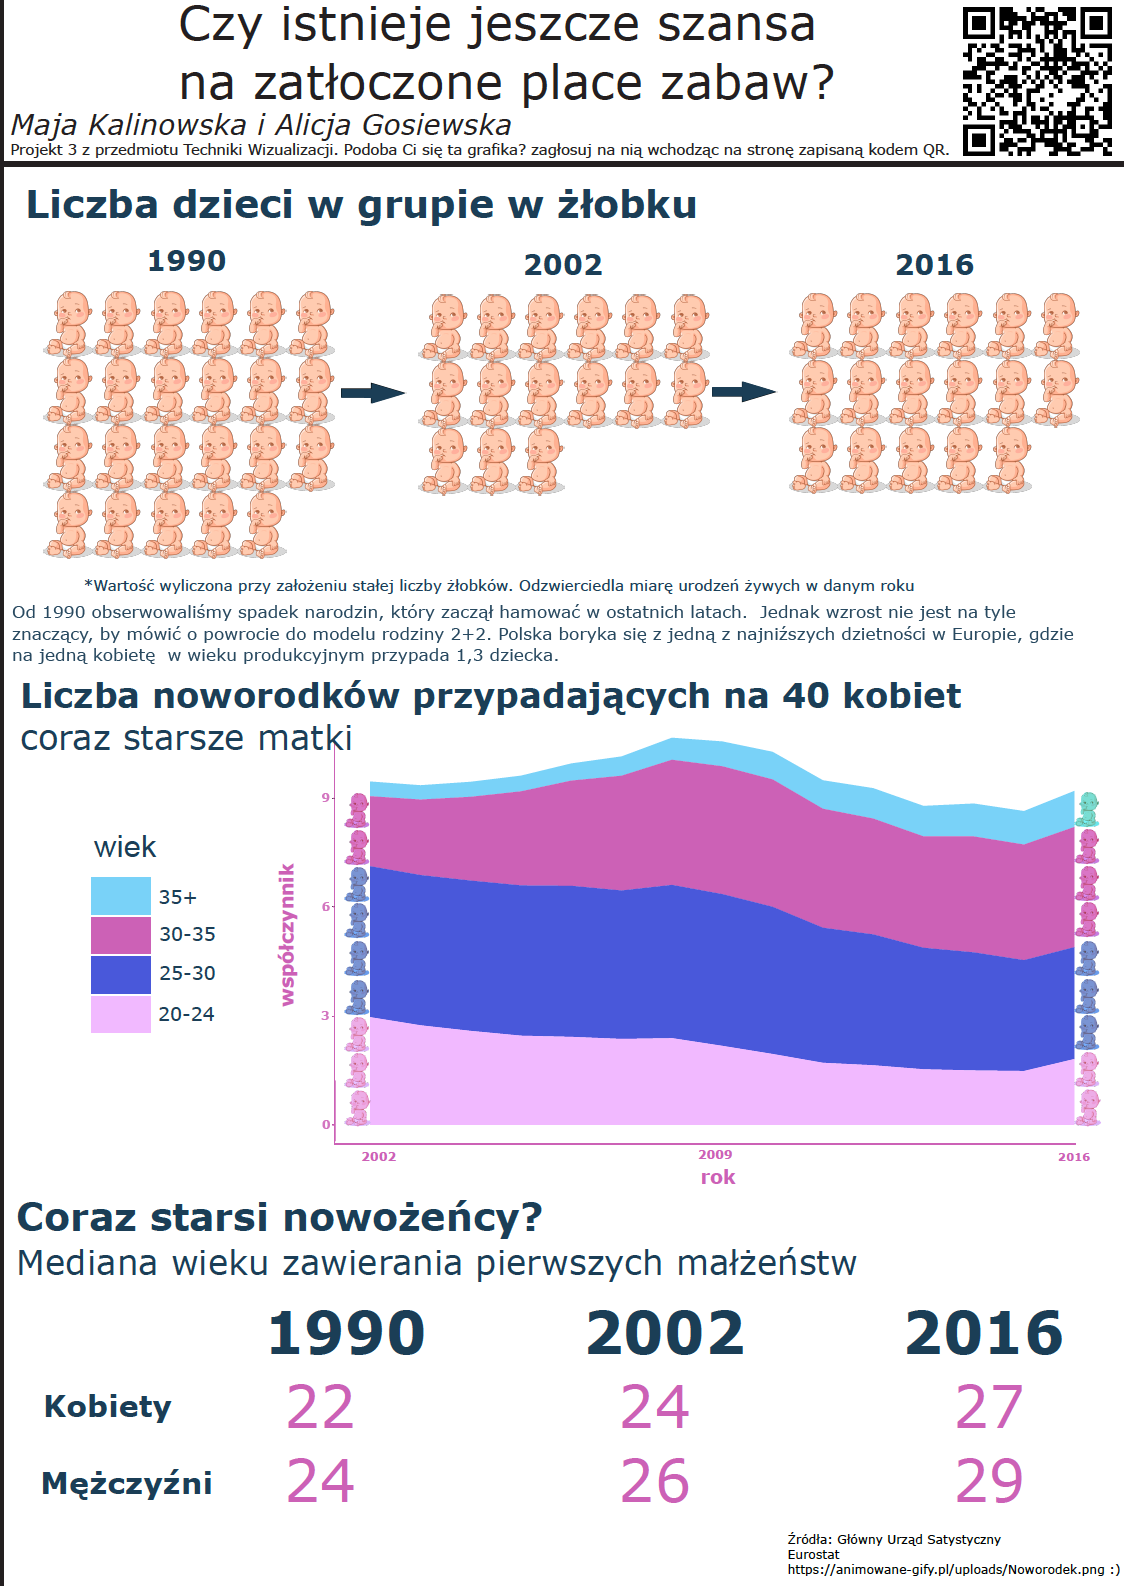 Czy istnieje jeszcze szansa
na zatłoczone place zabaw?
Maja Kalinowska i Alicja Gosiewska
Projekt 3 z przedmiotu Techniki Wizualizacji. Podoba Ci się ta grafika? zagłosuj na nią wchodząc na stronę zapisaną kodem QR.
Liczba dzieci w grupie w żłobku
1990
2002
2016
*Wartość wyliczona przy założeniu stałej liczby żłobków. Odzwierciedla miarę urodzeń żywych w danym roku
Od 1990 obserwowaliśmy spadek narodzin, który zaczął hamować w ostatnich latach. Jednak wzrost nie jest na tyle
znaczący, by mówić o powrocie do modelu rodziny 2+2. Polska boryka się z jedną z najniższych dzietności w Europie, gdzie
na jedną kobietę w wieku produkcyjnym przypada 1,3 dziecka.
Liczba noworodków przypadających na 40 kobiet
coraz starsze matki
wiek
35+
30-35
25-30
20-24
współczynnik
9
6
3
0
2002
2009
2016
rok
Coraz starsi nowożeńcy?
Mediana wieku zawierania pierwszych małżeństw
1990 2002 2016
Kobiety 22 24 27
Mężczyźni 24 26 29
Źródła: Główny Urząd Satystyczny
Eurostat
https://animowane-gify.pl/uploads/Noworodek.png :)